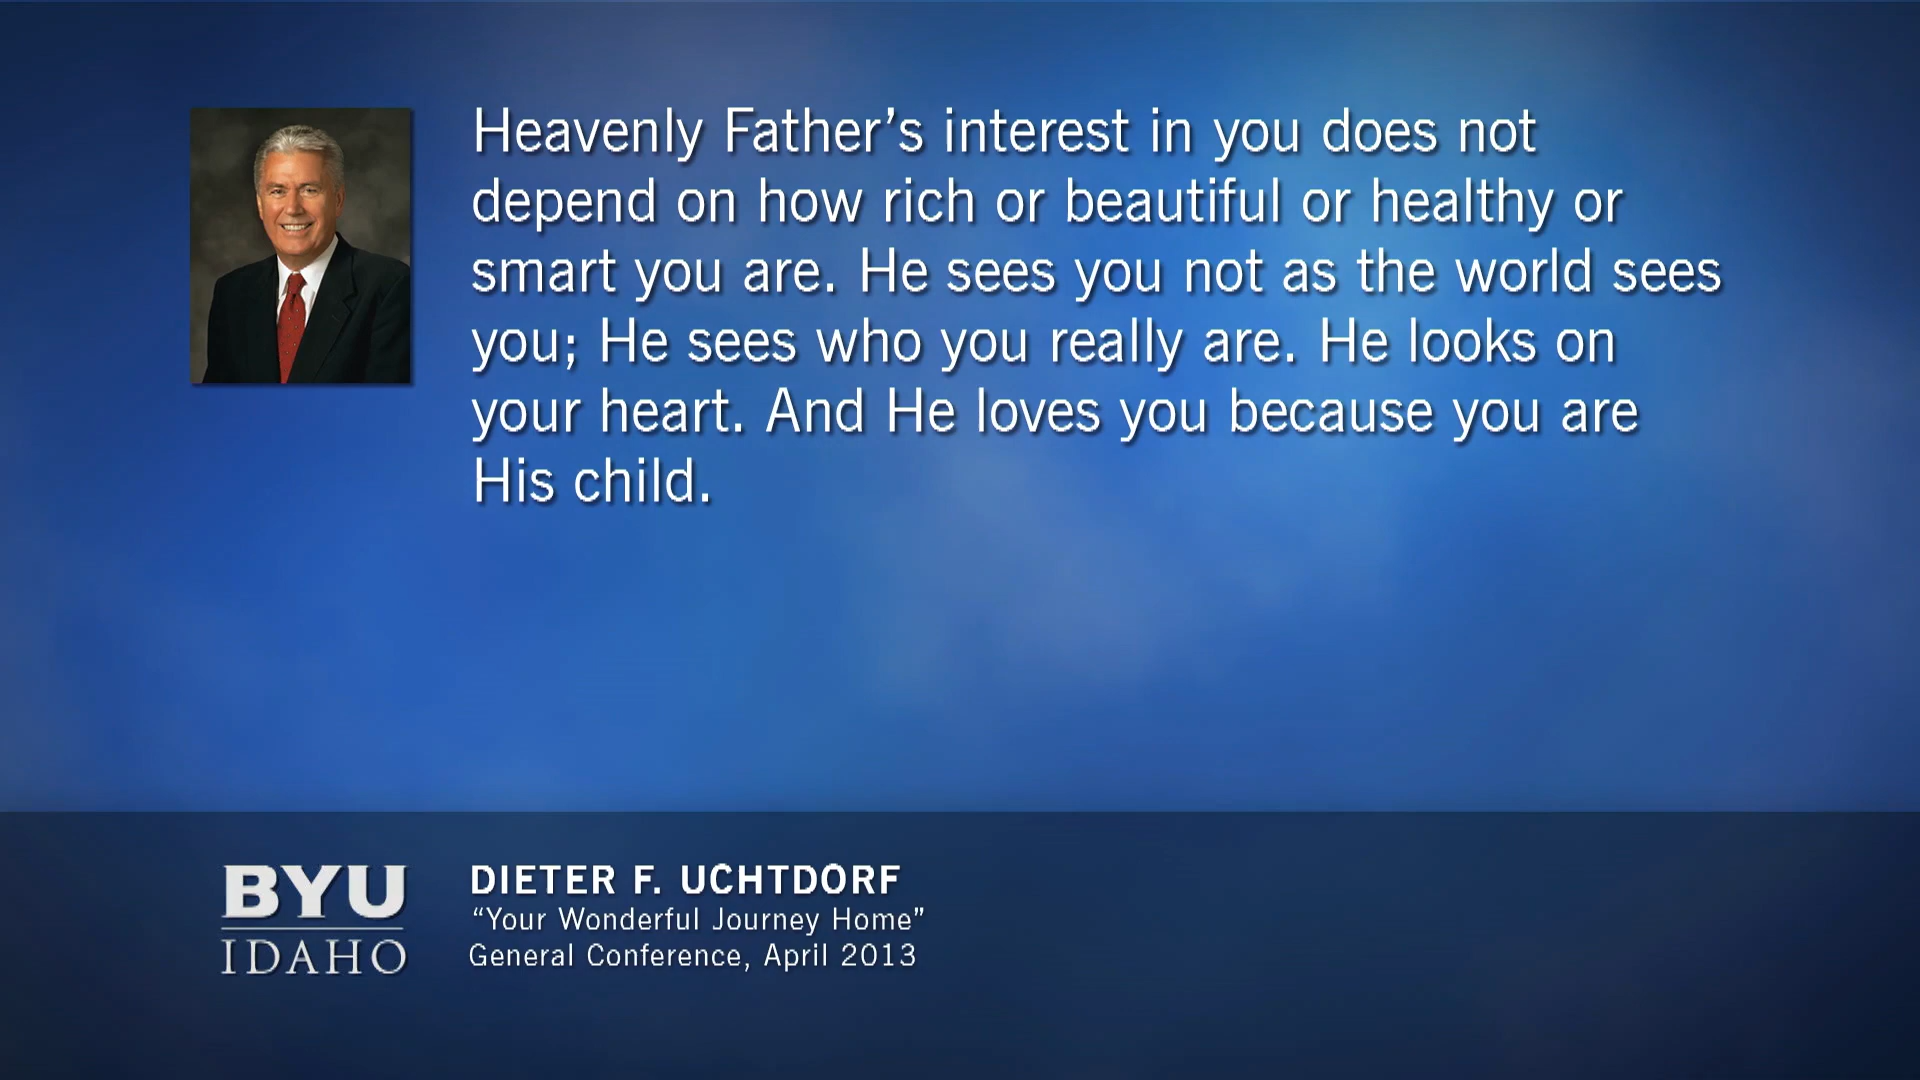 Heavenly Father’s interest in you does not
depend on how rich or beautiful or healthy or
smart you are. He sees you not as the world sees
you; He sees who you really are. He looks on
your heart. And He loves you because you are
His child.
BYU
IDAHO
DIETER F. UCHTDORF
“Your Wonderful Journey Home”
General Conference, April 2013